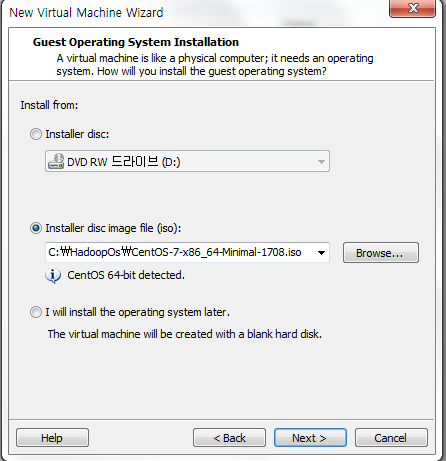 New Virtual Machine Wizard
Guest Operating System Installation
A virtual machine is like a physical computer; it needs an operating
system. How will you install the guest operating system?
Install from:
Installer disc:
DVD RW 드라이브 (D:)
Installer disc image file (iso):
C:₩HadoopOs₩CentOS-7-x86_64-Minimal-1708.iso
Browse...
CentOS 64-bit detected.
I will install the operating system later.
The virtual machine will be created with a blank hard disk.
Help
< Back
Next >
Cancel